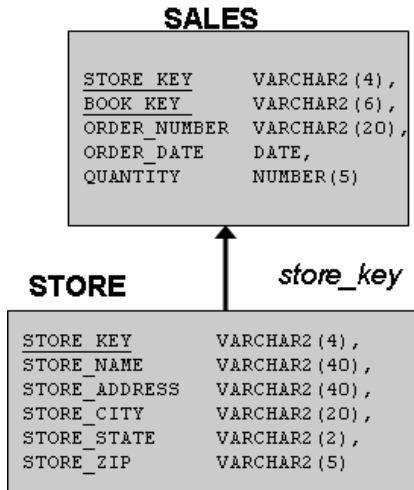 SALES
STORE_KEY VARCHAR2(4),
BOOK_KEY VARCHAR2(6),
ORDER_NUMBER VARCHAR2(20),
ORDER_DATE DATE,
QUANTITY NUMBER(5)
store_key
STORE
STORE_KEY VARCHAR2(4),
STORE_NAME VARCHAR2(40),
STORE_ADDRESS VARCHAR2(40),
STORE_CITY VARCHAR2(20),
STORE_STATE VARCHAR2(2),
STORE_ZIP VARCHAR2(5)